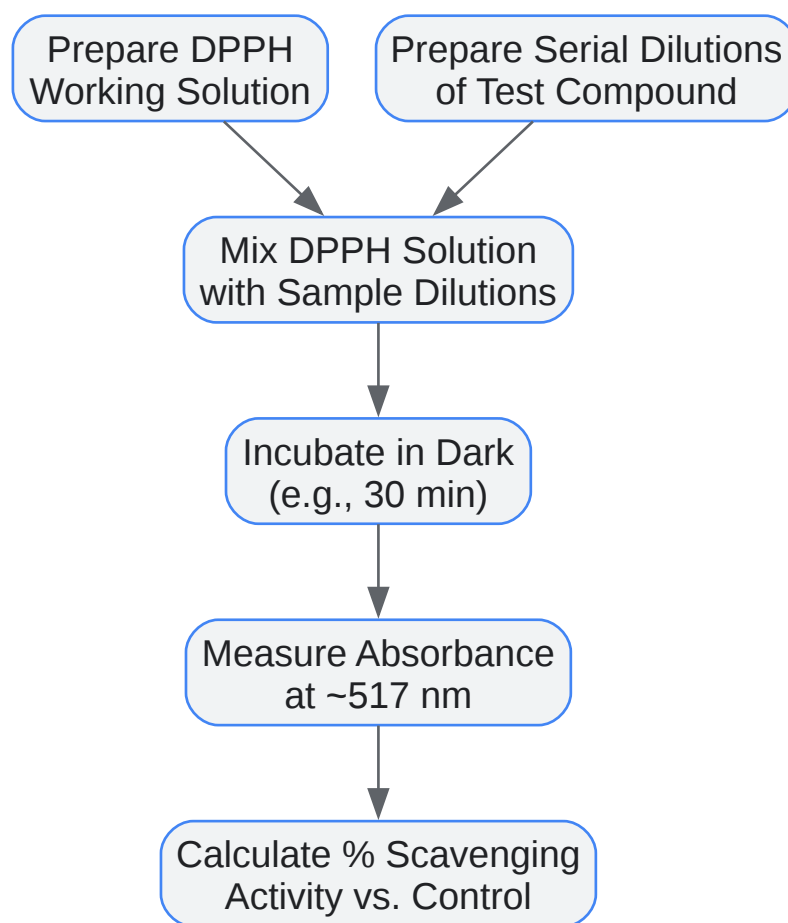 Prepare DPPH
Working Solution
Prepare Serial Dilutions
of Test Compound
Mix DPPH Solution
with Sample Dilutions
Incubate in Dark
(e.g., 30 min)
Measure Absorbance
at ~517 nm
Calculate % Scavenging
Activity vs. Control